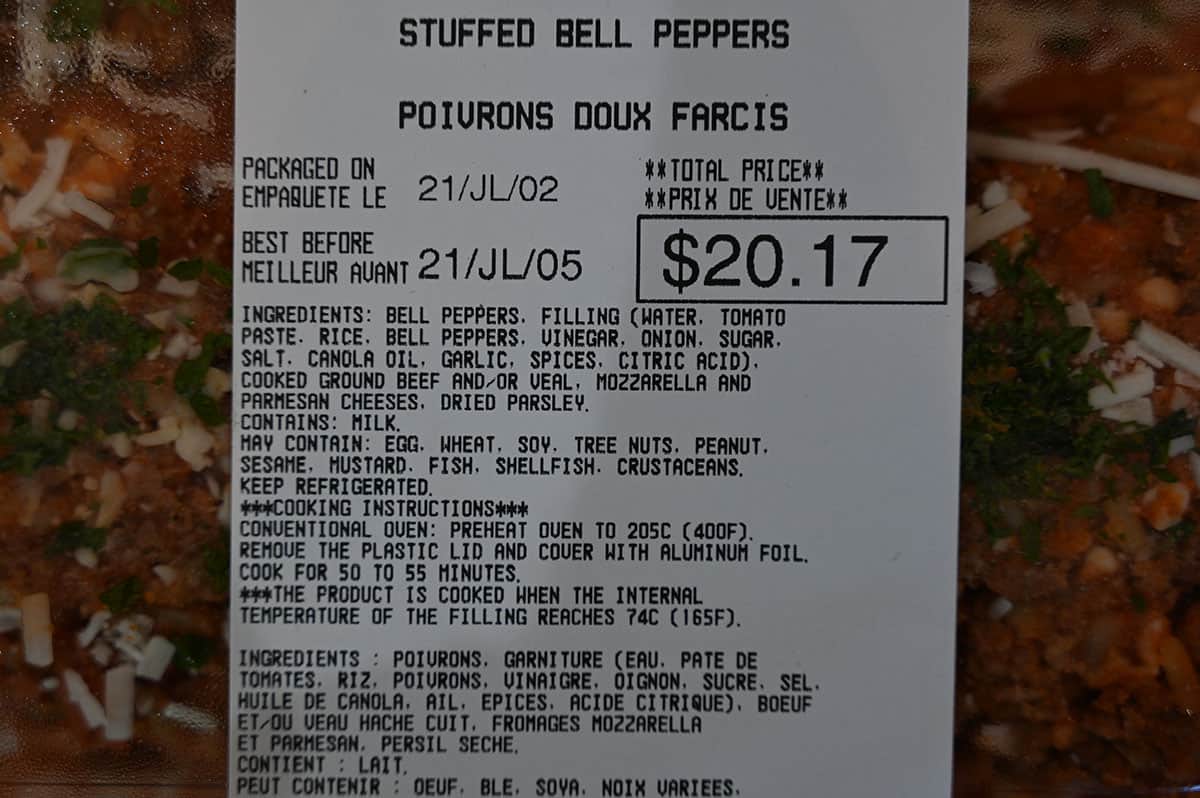 STUFFED BELL PEPPERS
POIVRONS DOUX FARCIS
PACKAGED ON
EMPAQUETE LE 21/JL/02
**TOTAL PRICE**
**PRIX DE VENTE**
BEST BEFORE
MEILLEUR AVANT 21/JL/05
$20.17
INGREDIENTS: BELL PEPPERS, FILLING (WATER, TOMATO
PASTE, RICE, BELL PEPPERS, VINEGAR, ONION, SUGAR,
SALT, CANOLA OIL, GARLIC, SPICES, CITRIC ACID),
COOKED GROUND BEEF AND/OR VEAL, MOZZARELLA AND
PARMESAN CHEESES, DRIED PARSLEY.
CONTAINS: MILK.
MAY CONTAIN: EGG, WHEAT, SOY, TREE NUTS, PEANUT,
SESAME, MUSTARD, FISH, SHELLFISH, CRUSTACEANS.
KEEP REFRIGERATED.
***COOKING INSTRUCTIONS***
CONVENTIONAL OVEN: PREHEAT OVEN TO 205C (400F).
REMOVE THE PLASTIC LID AND COVER WITH ALUMINUM FOIL.
COOK FOR 50 TO 55 MINUTES.
***THE PRODUCT IS COOKED WHEN THE INTERNAL
TEMPERATURE OF THE FILLING REACHES 74C (165F).
INGREDIENTS : POIVRONS, GARNITURE (EAU, PATE DE
TOMATES, RIZ, POIVRONS, VINAIGRE, OIGNON, SUCRE, SEL,
HUILE DE CANOLA, AIL, EPICES, ACIDE CITRIQUE), BOEUF
ET/OU VEAU HACHE CUIT, FROMAGES MOZZARELLA
ET PARMESAN, PERSIL SECHE.
CONTIENT : LAIT.
PEUT CONTENIR : OEUF, BLE, SOYA, NOIX VARIEES,